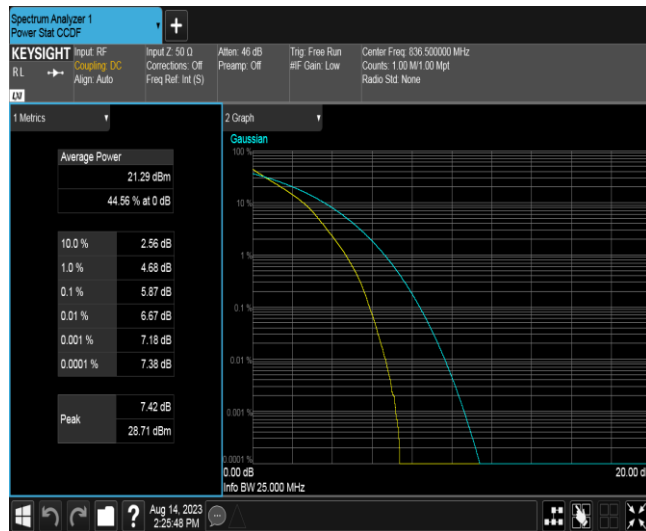 Spectrum Analyzer 1
Power Stat CCDF
+
KEYSIGHT
RL
LXI
Input: RF
Coupling: DC
Align: Auto
Input Z: 50 Ω
Corrections: Off
Freq Ref: Int (S)
Atten: 46 dB
Preamp: Off
Trig: Free Run
#IF Gain: Low
Center Freq: 836.500000 MHz
Counts: 1.00 M/1.00 Mpt
Radio Std: None
1 Metrics
Average Power
21.29 dBm
44.56 % at 0 dB
10.0 % 2.56 dB
1.0 % 4.68 dB
0.1 % 5.87 dB
0.01 % 6.67 dB
0.001 % 7.18 dB
0.0001 % 7.38 dB
Peak
7.42 dB
28.71 dBm
2 Graph
Gaussian
100 %
10 %
1 %
0.1 %
0.01 %
0.001 %
0.0001 %
0.00 dB
20.00 d
Info BW 25.000 MHz
?
Aug 14, 2023
2:25:48 PM